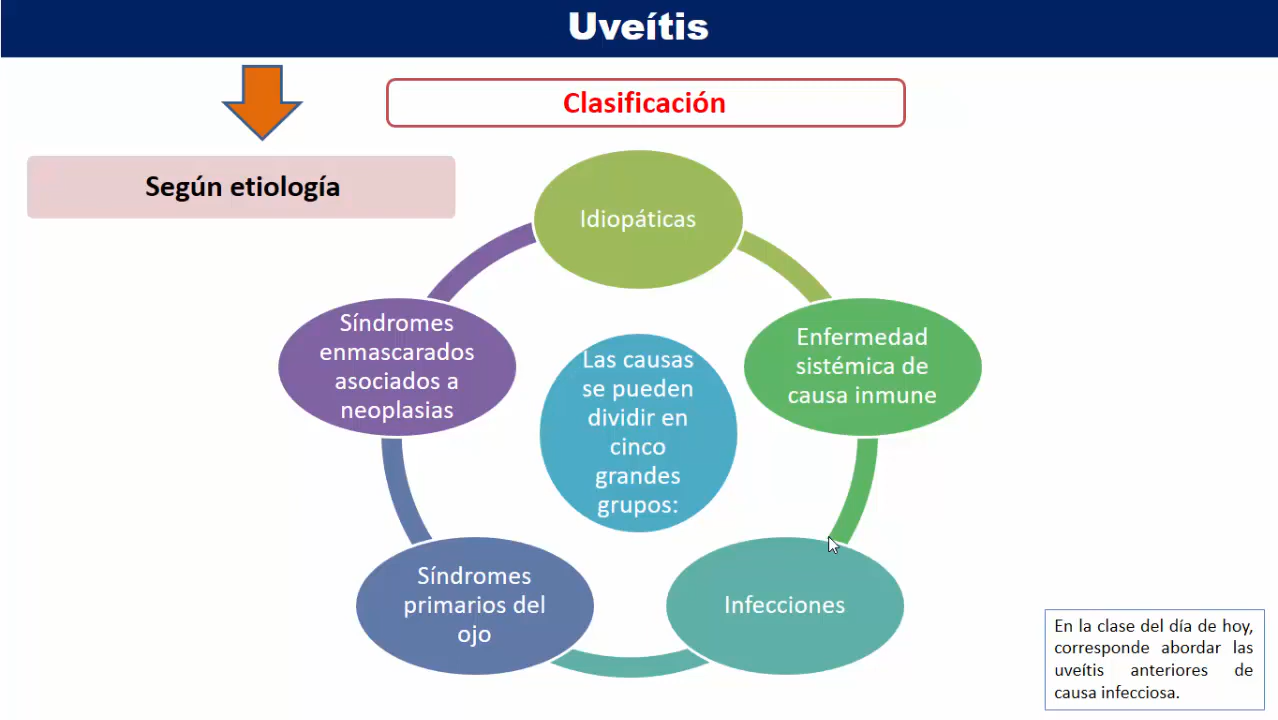 Uveítis
Clasificación
Según etiología
Idiopáticas
Enfermedad
sistémica de
causa inmune
Infecciones
Síndromes
primarios del
ojo
Síndromes
enmascarados
asociados a
neoplasias
Las causas
se pueden
dividir en
cinco
grandes
grupos:
En la clase del día de hoy,
corresponde abordar las
uveítis anteriores de
causa infecciosa.